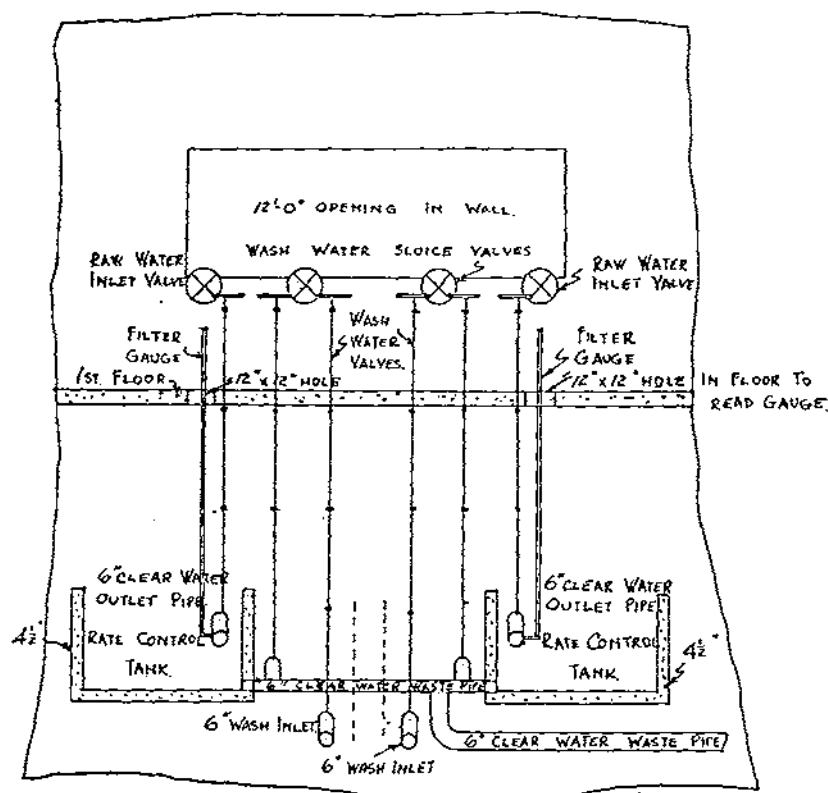 12'-0" OPENING IN WALL.
WASH WATER SLOICE VALVES
RAW WATER
INLET VALVE
RAW WATER
INLET VALVE
WASH
WATER
VALVES.
FILTER
GAUGE
FILTER
GAUGE
1ST. FLOOR
12"x12" HOLE
12"x12" HOLE IN FLOOR TO
READ GAUGE.
6" CLEAR WATER
OUTLET PIPE
6" CLEAR WATER
OUTLET PIPE
4½"
RATE CONTROL
TANK.
RATE CONTROL
TANK.
4½"
6" CLEAR WATER WASTE PIPE
6" WASH INLET
6" WASH INLET
6" CLEAR WATER WASTE PIPE